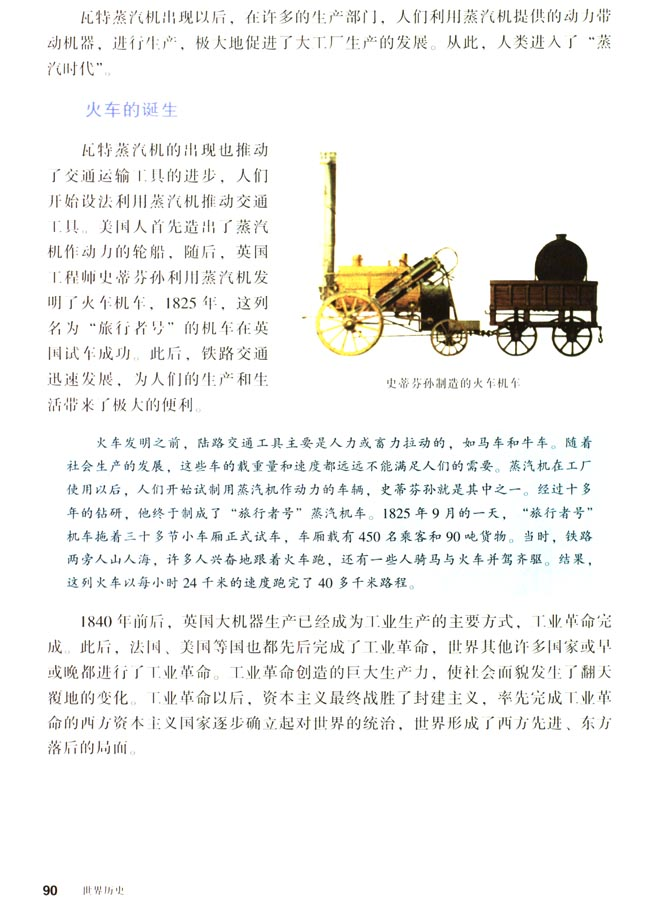 瓦特蒸汽机出现以后，在许多的生产部门，人们利用蒸汽机提供的动力带
动机器，进行生产，极大地促进了大工厂生产的发展。从此，人类进入了“蒸
汽时代”。
火车的诞生
瓦特蒸汽机的出现也推动
了交通运输工具的进步，人们
开始设法利用蒸汽机推动交通
工具。美国人首先造出了蒸汽
机作动力的轮船，随后，英国
工程师史蒂芬孙利用蒸汽机发
明了火车机车，1825 年，这列
名为“旅行者号”的机车在英
国试车成功。此后，铁路交通
迅速发展，为人们的生产和生
活带来了极大的便利。
史蒂芬孙制造的火车机车
火车发明之前，陆路交通工具主要是人力或畜力拉动的，如马车和牛车。随着
社会生产的发展，这些车的载重量和速度都远远不能满足人们的需要。蒸汽机在工厂
使用以后，人们开始试制用蒸汽机作动力的车辆，史蒂芬孙就是其中之一。经过十多
年的钻研，他终于制成了“旅行者号”蒸汽机车。1825 年 9 月的一天，“旅行者号”
机车拖着三十多节小车厢正式试车，车厢载有 450 名乘客和 90 吨货物。当时，铁路
两旁人山人海，许多人兴奋地跟着火车跑，还有一些人骑马与火车并驾齐驱。结果，
这列火车以每小时 24 千米的速度跑完了 40 多千米路程。
1840 年前后，英国大机器生产已经成为工业生产的主要方式，工业革命完
成。此后，法国、美国等国也都先后完成了工业革命，世界其他许多国家或早
或晚都进行了工业革命。工业革命创造的巨大生产力，使社会面貌发生了翻天
覆地的变化。工业革命以后，资本主义最终战胜了封建主义，率先完成工业革
命的西方资本主义国家逐步确立起对世界的统治，世界形成了西方先进、东方
落后的局面。
90 世界历史